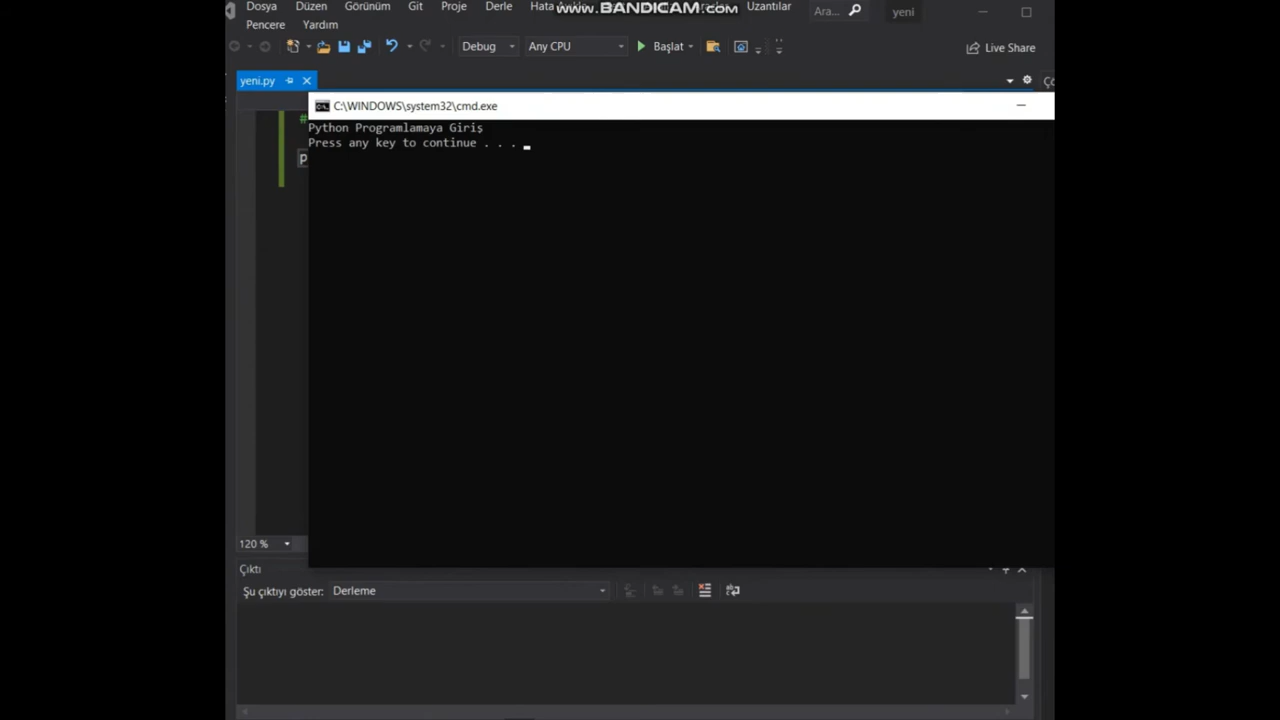 Dosya Düzen Görünüm Git Proje Derle Hata www.BANDICAM.com Uzantılar Ara... yeni
Pencere Yardım
Debug Any CPU Başlat Live Share
yeni.py
C:\WINDOWS\system32\cmd.exe
#
Python Programlamaya Giriş
Press any key to continue . . .
p
120 %
Çıktı
Şu çıktıyı göster: Derleme